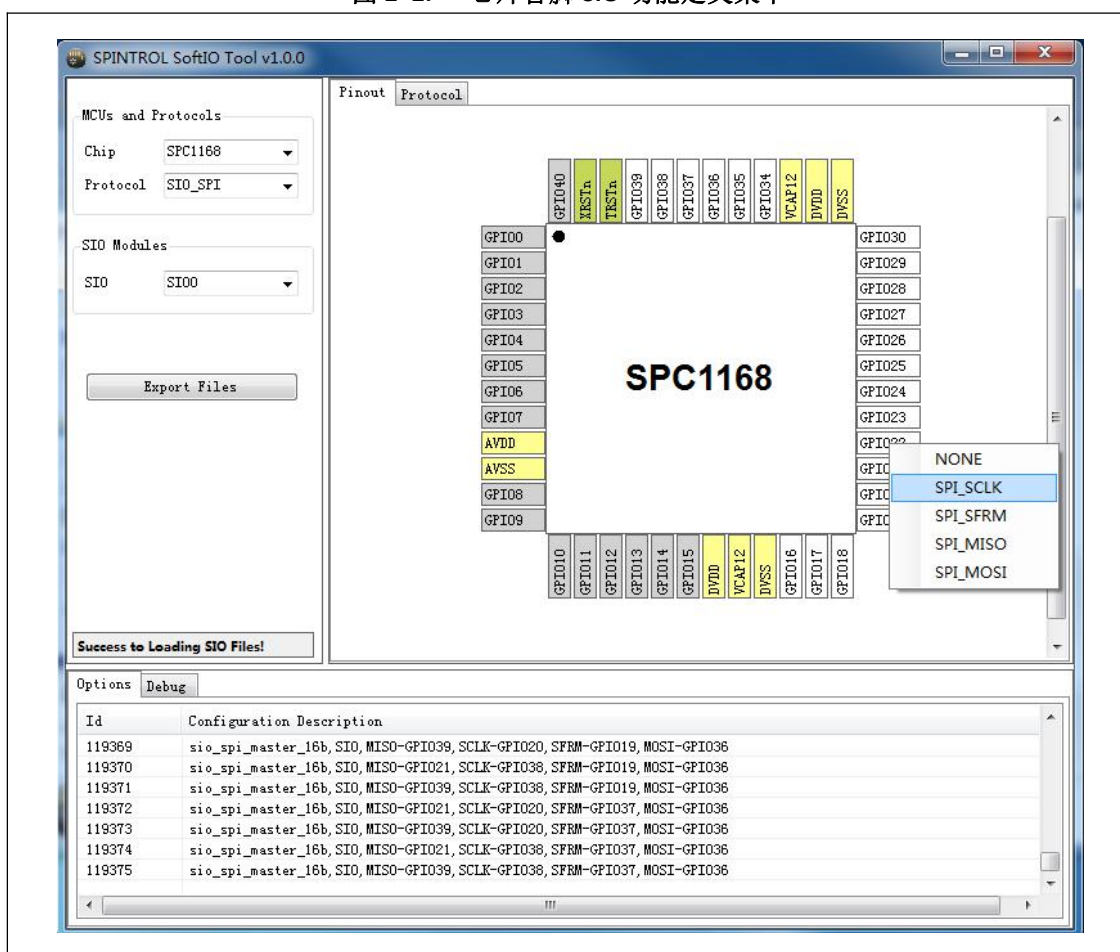 SPINTROL SoftIO Tool v1.0.0
MCUs and Protocols
Chip SPC1168
Protocol SIO_SPI
SIO Modules
SIO SIO0
Export Files
Success to Loading SIO Files!
Pinout Protocol
GPIO40
XRSTn
TRSTn
GPIO39
GPIO38
GPIO37
GPIO36
GPIO35
GPIO34
VCAP12
DVDD
DVSS
GPIO0
GPIO1
GPIO2
GPIO3
GPIO4
GPIO5
GPIO6
GPIO7
AVDD
AVSS
GPIO8
GPIO9
SPC1168
GPIO30
GPIO29
GPIO28
GPIO27
GPIO26
GPIO25
GPIO24
GPIO23
GPIO22
NONE
SPI_SCLK
SPI_SFRM
SPI_MISO
SPI_MOSI
GPIO10
GPIO11
GPIO12
GPIO13
GPIO14
GPIO15
DVDD
VCAP12
DVSS
GPIO16
GPIO17
GPIO18
Options Debug
Id Configuration Description
119369 sio_spi_master_16b, SIO, MISO-GPIO39, SCLK-GPIO20, SFRM-GPIO19, MOSI-GPIO36
119370 sio_spi_master_16b, SIO, MISO-GPIO21, SCLK-GPIO38, SFRM-GPIO19, MOSI-GPIO36
119371 sio_spi_master_16b, SIO, MISO-GPIO39, SCLK-GPIO38, SFRM-GPIO19, MOSI-GPIO36
119372 sio_spi_master_16b, SIO, MISO-GPIO21, SCLK-GPIO20, SFRM-GPIO37, MOSI-GPIO36
119373 sio_spi_master_16b, SIO, MISO-GPIO39, SCLK-GPIO20, SFRM-GPIO37, MOSI-GPIO36
119374 sio_spi_master_16b, SIO, MISO-GPIO21, SCLK-GPIO38, SFRM-GPIO37, MOSI-GPIO36
119375 sio_spi_master_16b, SIO, MISO-GPIO39, SCLK-GPIO38, SFRM-GPIO37, MOSI-GPIO36